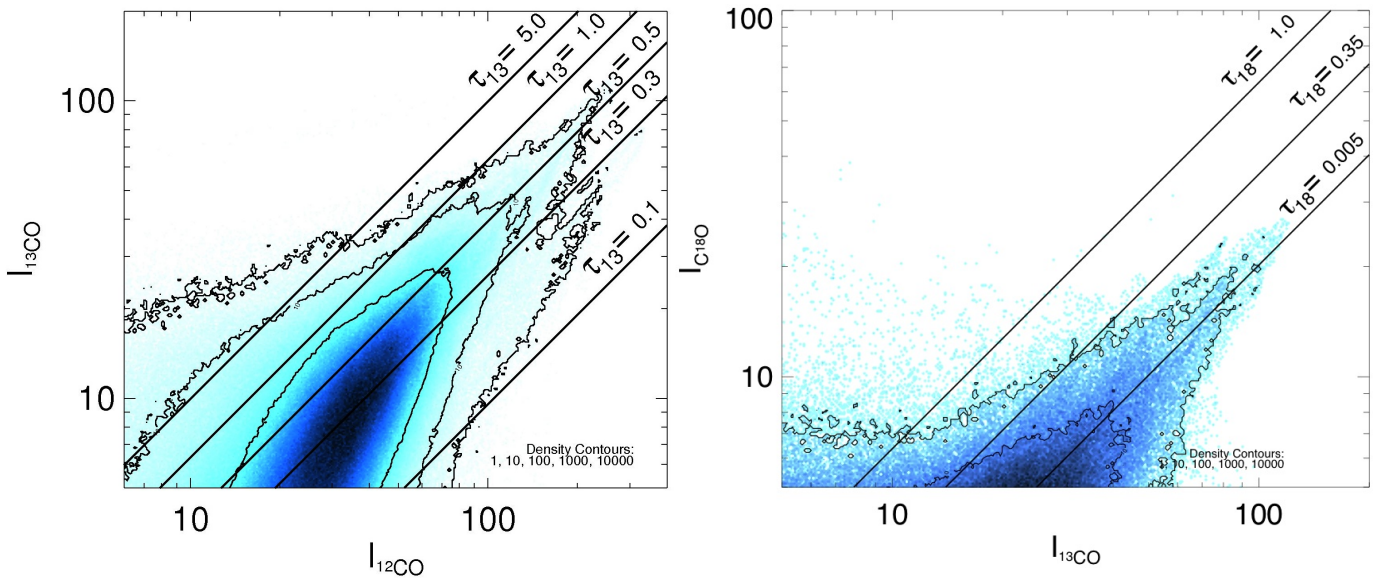 τ13= 5.0
τ13= 1.0
τ13= 0.5
τ13= 0.3
τ13= 0.1
100
10
I13CO
Density Contours:
1, 10, 100, 1000, 10000
10
100
I12CO
100
τ18= 1.0
τ18= 0.35
τ18= 0.005
10
IC18O
Density Contours:
10, 100, 1000, 10000
10
100
I13CO